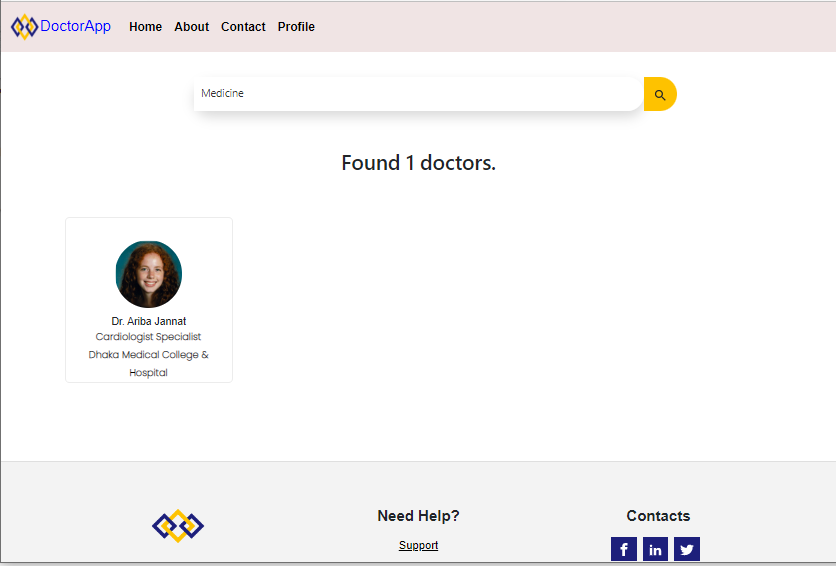 DoctorApp Home About Contact Profile
Medicine
Found 1 doctors.
Dr. Ariba Jannat
Cardiologist Specialist
Dhaka Medical College &
Hospital
Need Help?
Contacts
Support